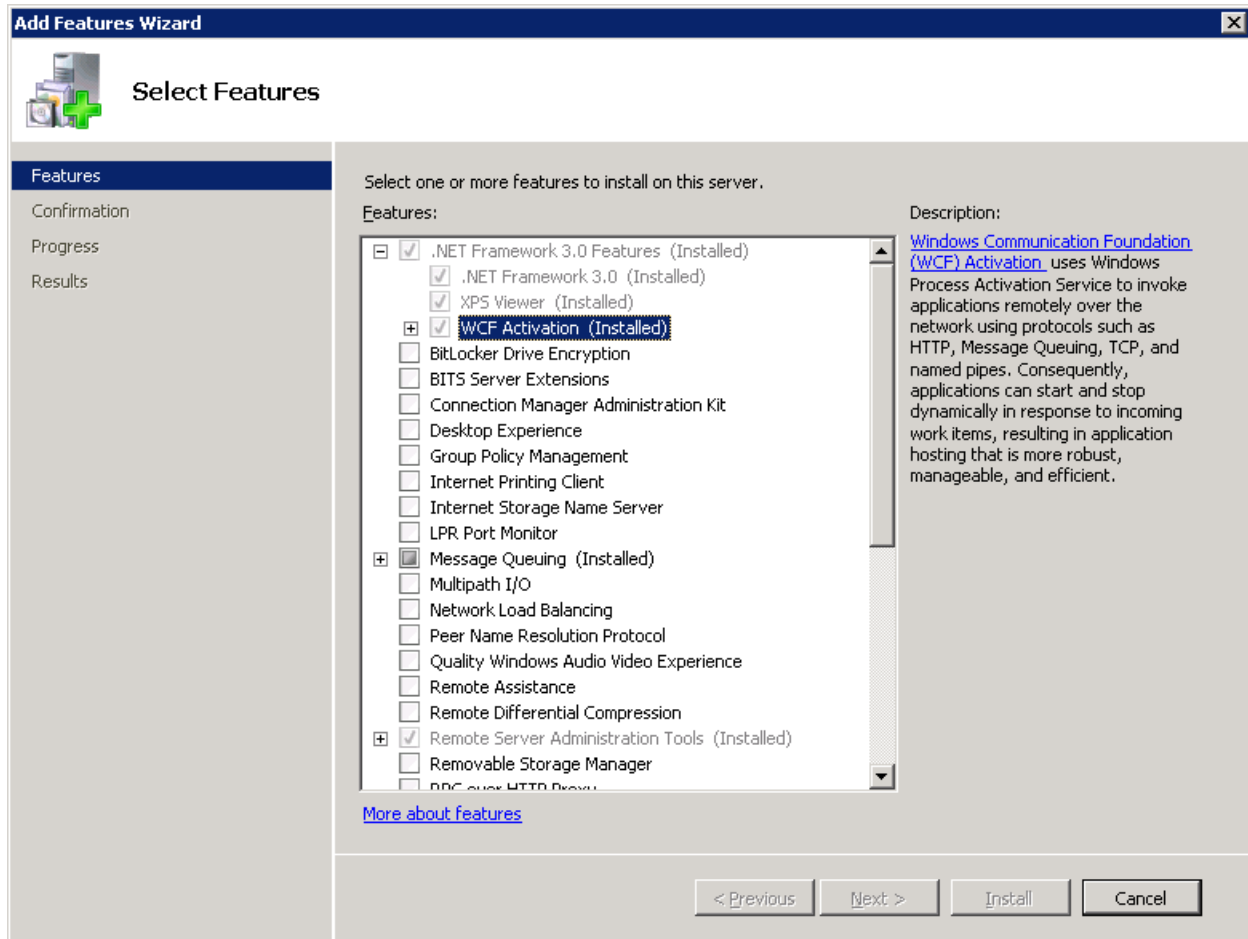 Add Features Wizard
Select Features
Features
Confirmation
Progress
Results
Select one or more features to install on this server.
Features:
.NET Framework 3.0 Features (Installed)
.NET Framework 3.0 (Installed)
XPS Viewer (Installed)
WCF Activation (Installed)
BitLocker Drive Encryption
BITS Server Extensions
Connection Manager Administration Kit
Desktop Experience
Group Policy Management
Internet Printing Client
Internet Storage Name Server
LPR Port Monitor
Message Queuing (Installed)
Multipath I/O
Network Load Balancing
Peer Name Resolution Protocol
Quality Windows Audio Video Experience
Remote Assistance
Remote Differential Compression
Remote Server Administration Tools (Installed)
Removable Storage Manager
RPC over HTTP Proxy
More about features
Description:
Windows Communication Foundation
(WCF) Activation uses Windows
Process Activation Service to invoke
applications remotely over the
network using protocols such as
HTTP, Message Queuing, TCP, and
named pipes. Consequently,
applications can start and stop
dynamically in response to incoming
work items, resulting in application
hosting that is more robust,
manageable, and efficient.
< Previous
Next >
Install
Cancel